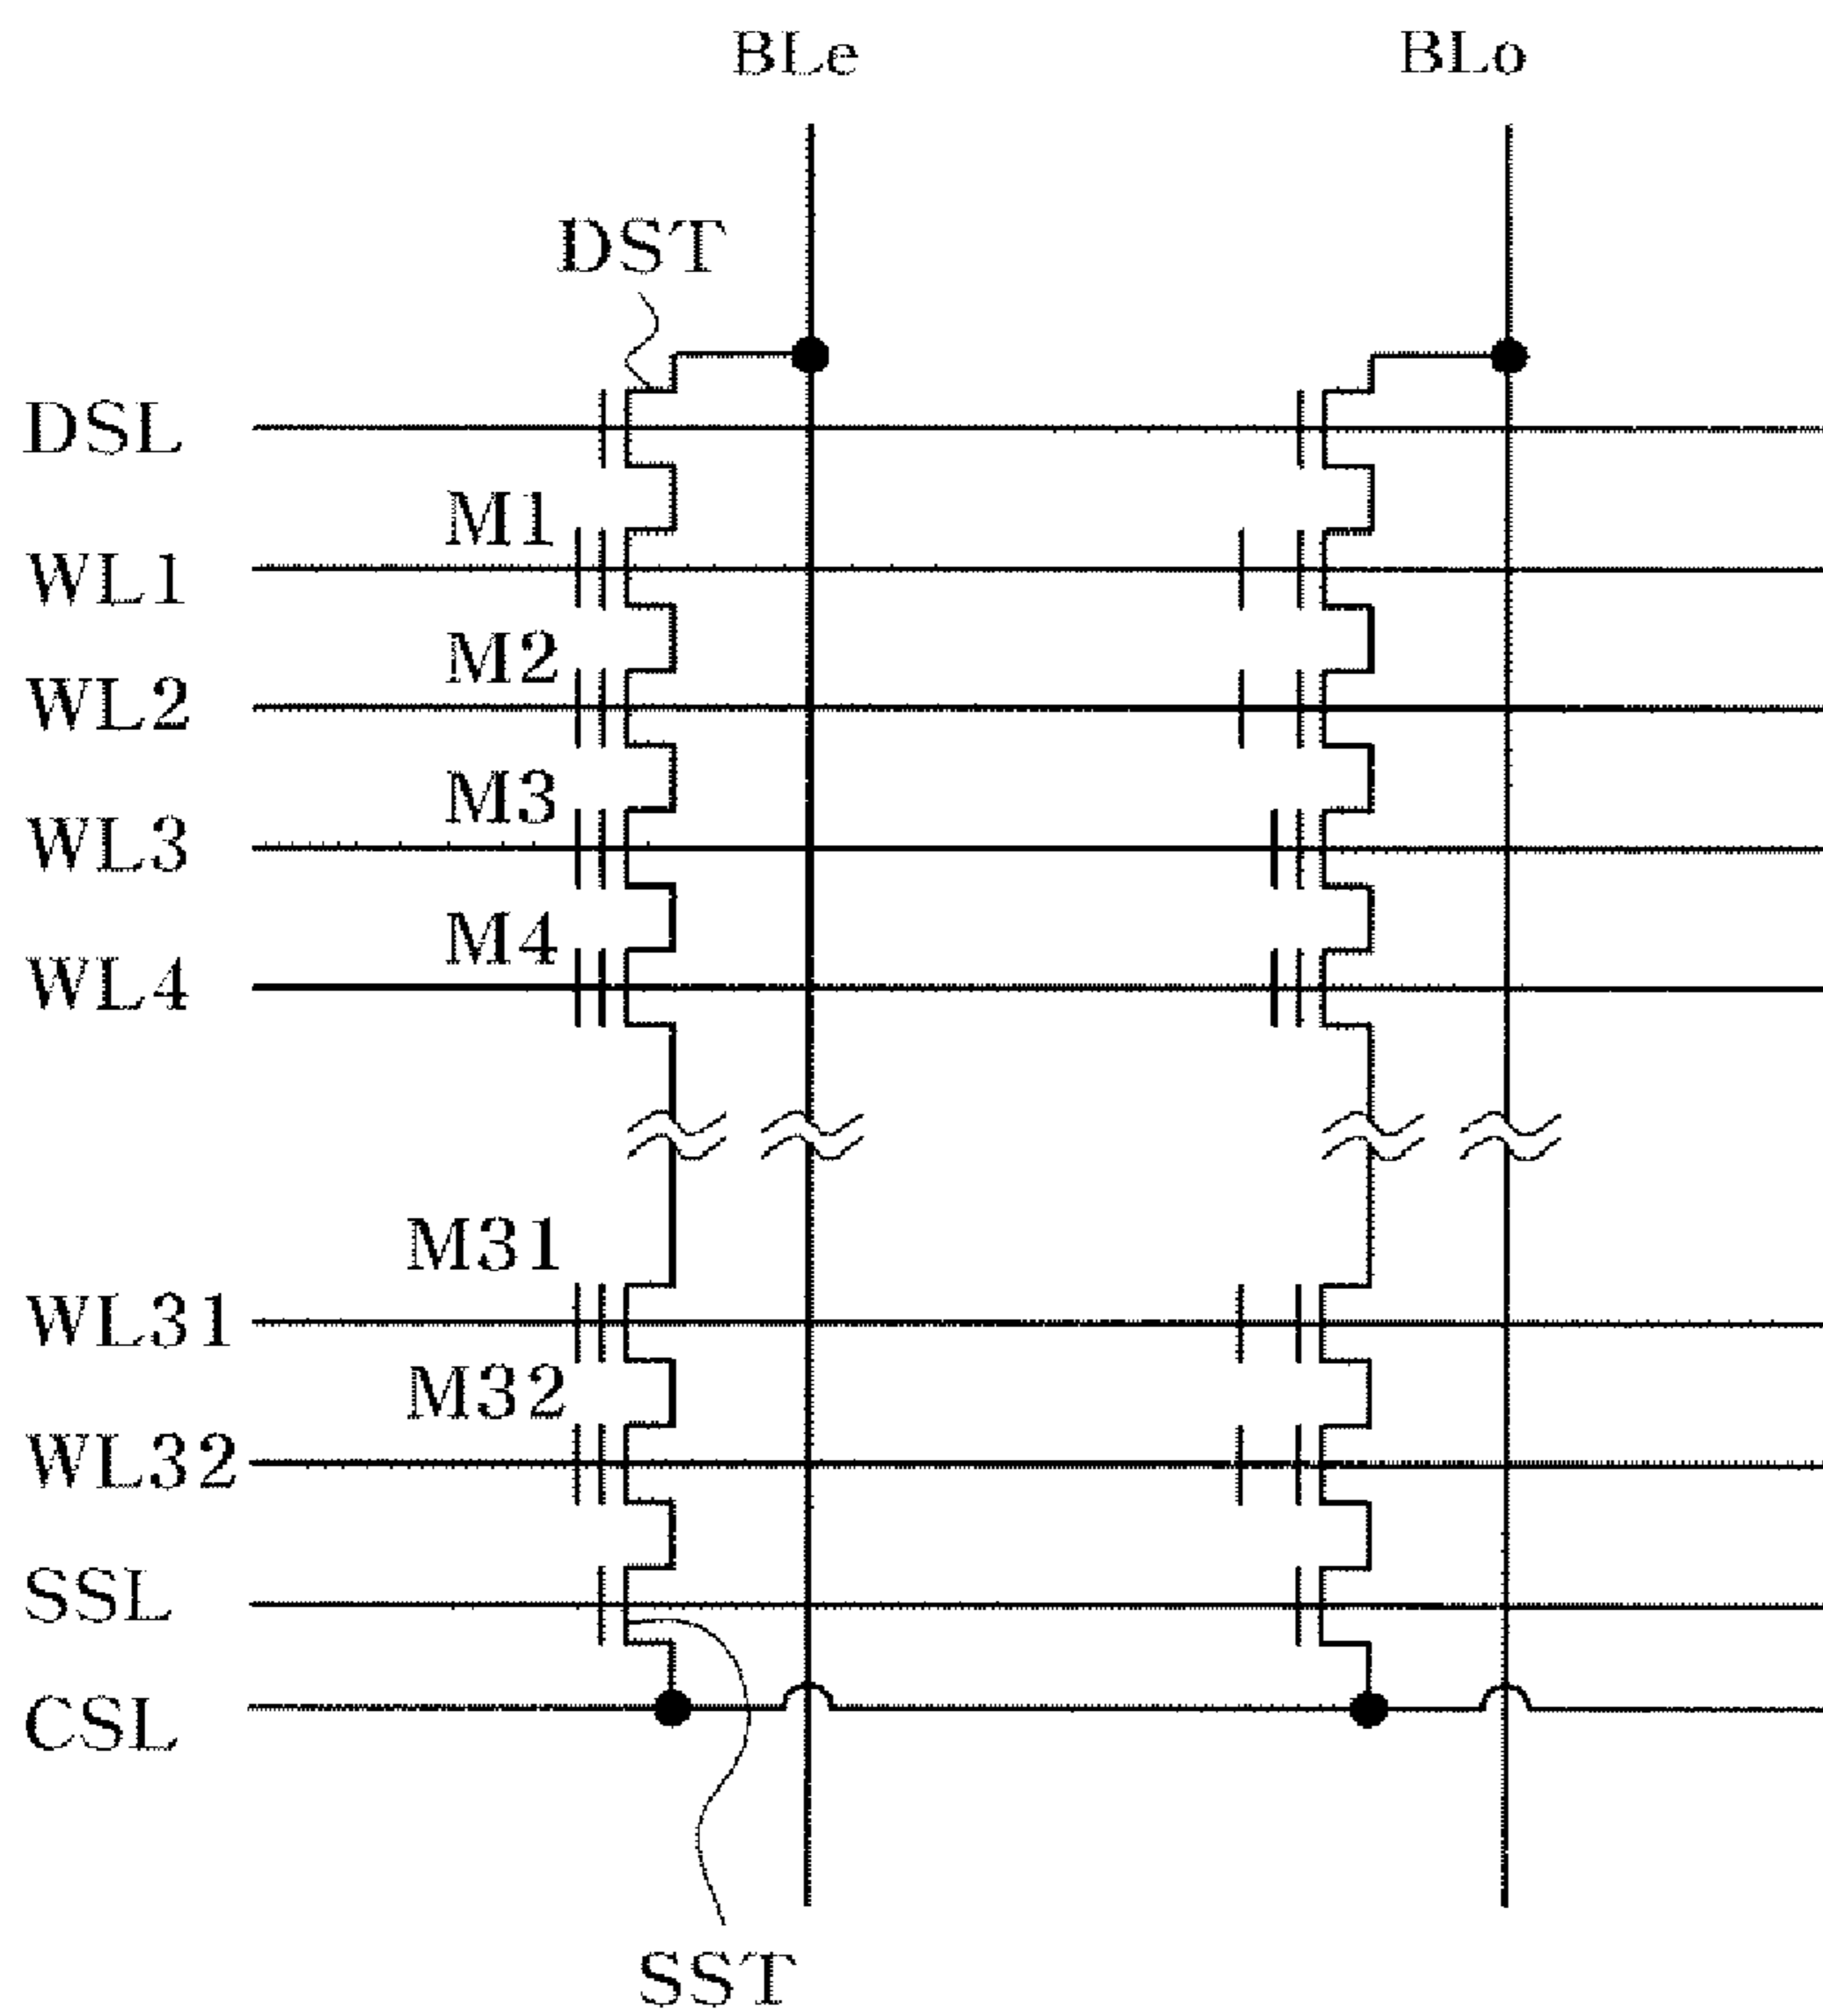 BLe BLo
DST
DSL
M1
WL1
M2
WL2
M3
WL3
M4
WL4
M31
WL31
M32
WL32
SSL
CSL
SST